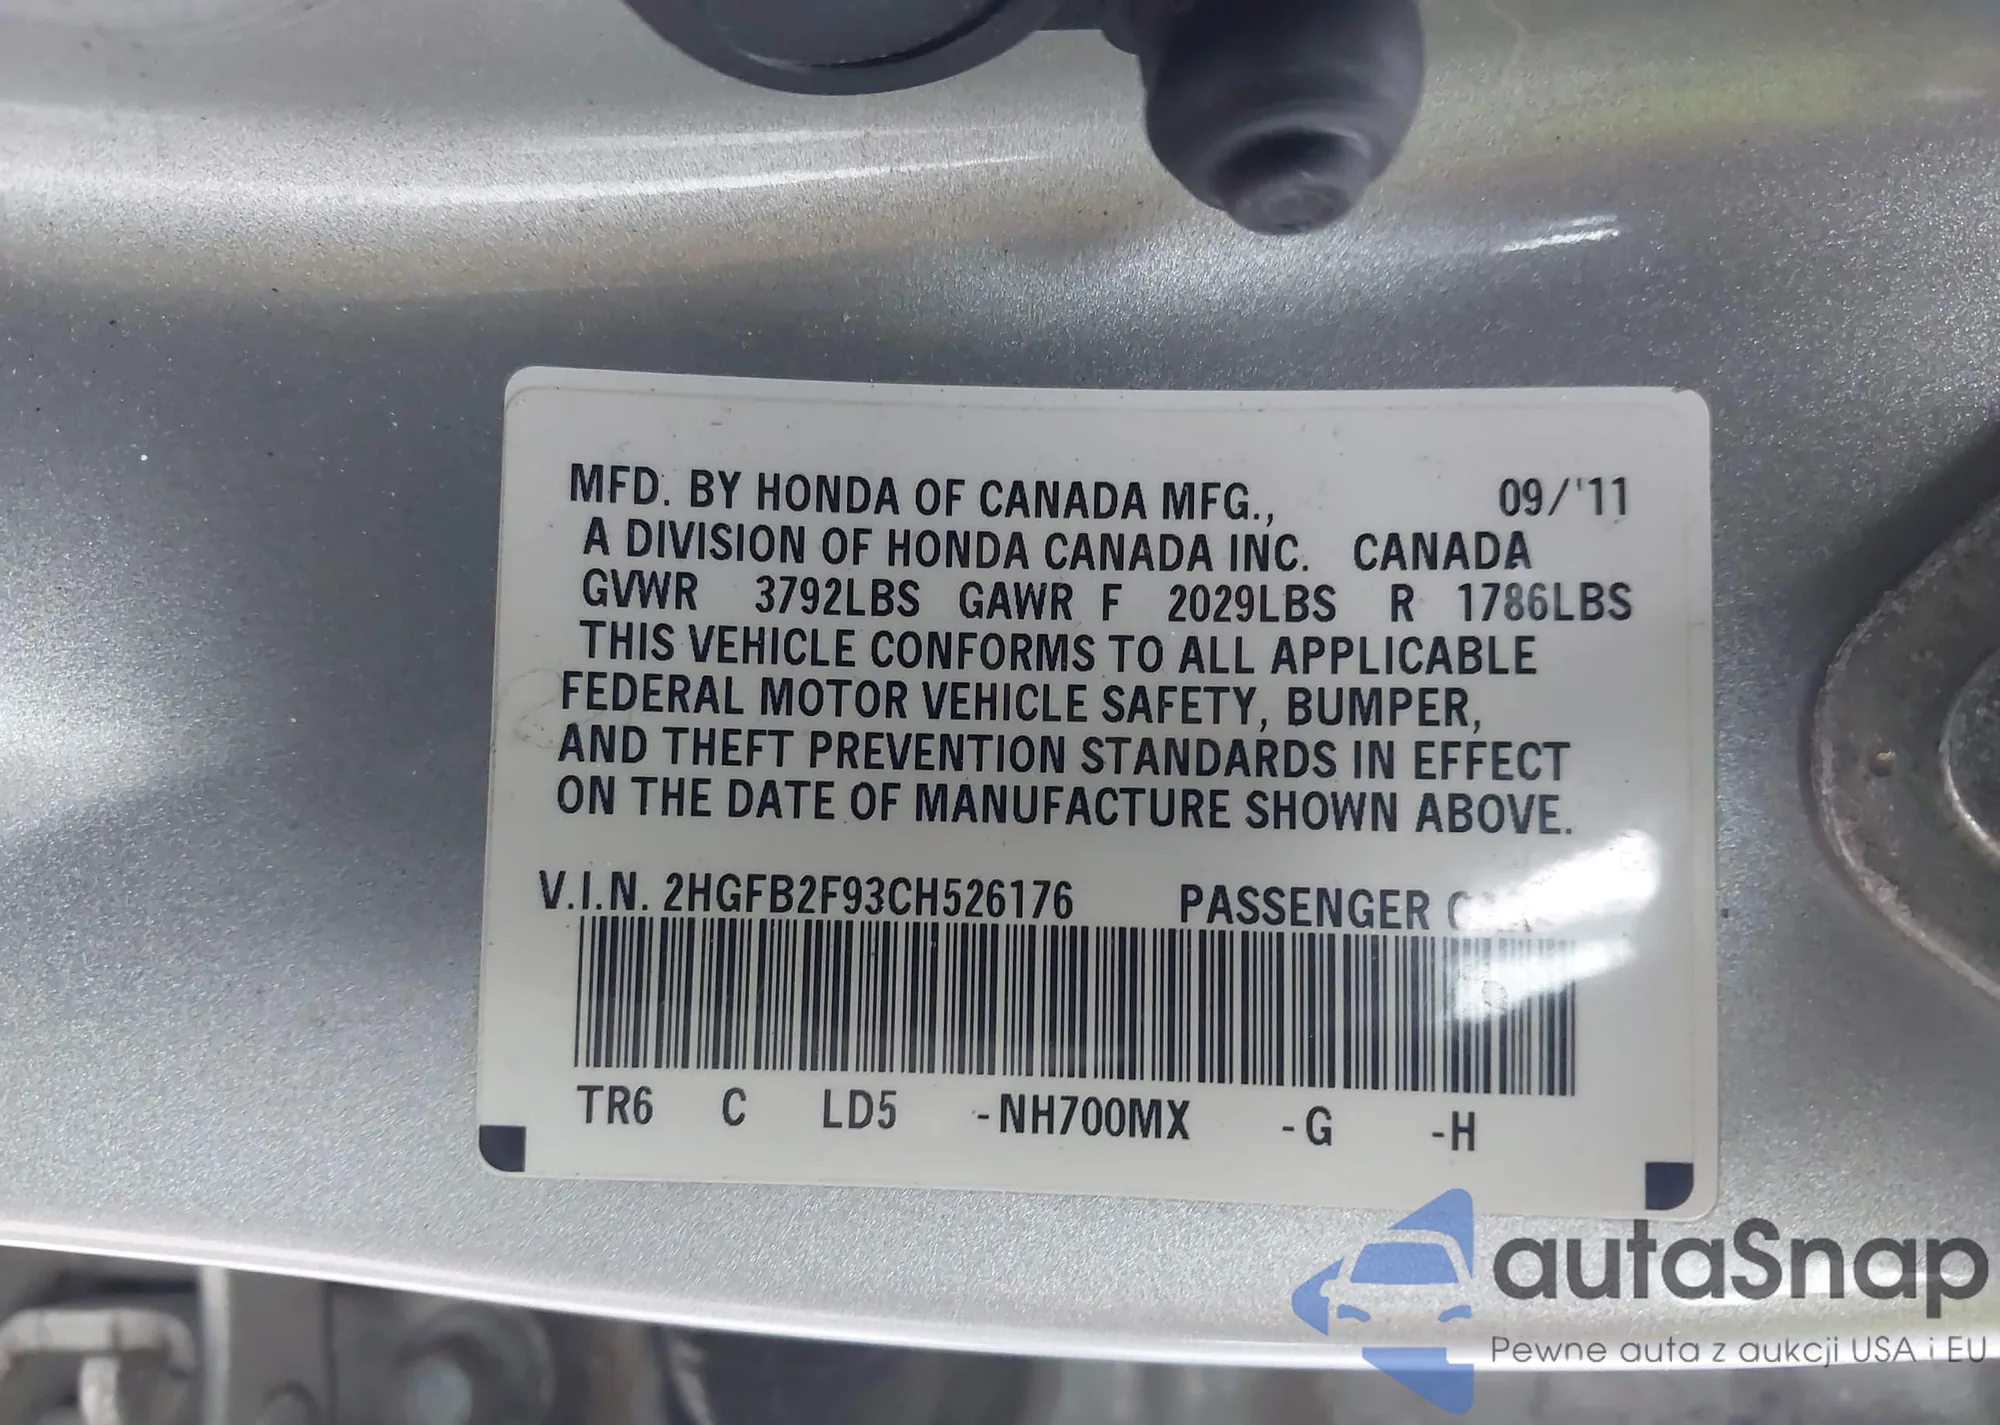 MFD. BY HONDA OF CANADA MFG., 09/'11
A DIVISION OF HONDA CANADA INC. CANADA
GVWR 3792LBS GAWR F 2029LBS R 1786LBS
THIS VEHICLE CONFORMS TO ALL APPLICABLE
FEDERAL MOTOR VEHICLE SAFETY, BUMPER,
AND THEFT PREVENTION STANDARDS IN EFFECT
ON THE DATE OF MANUFACTURE SHOWN ABOVE.
V.I.N. 2HGFB2F93CH526176 PASSENGER
TR6 C LD5 -NH700MX -G -H
autaSnap
Pewne auta z aukcji USA i EU